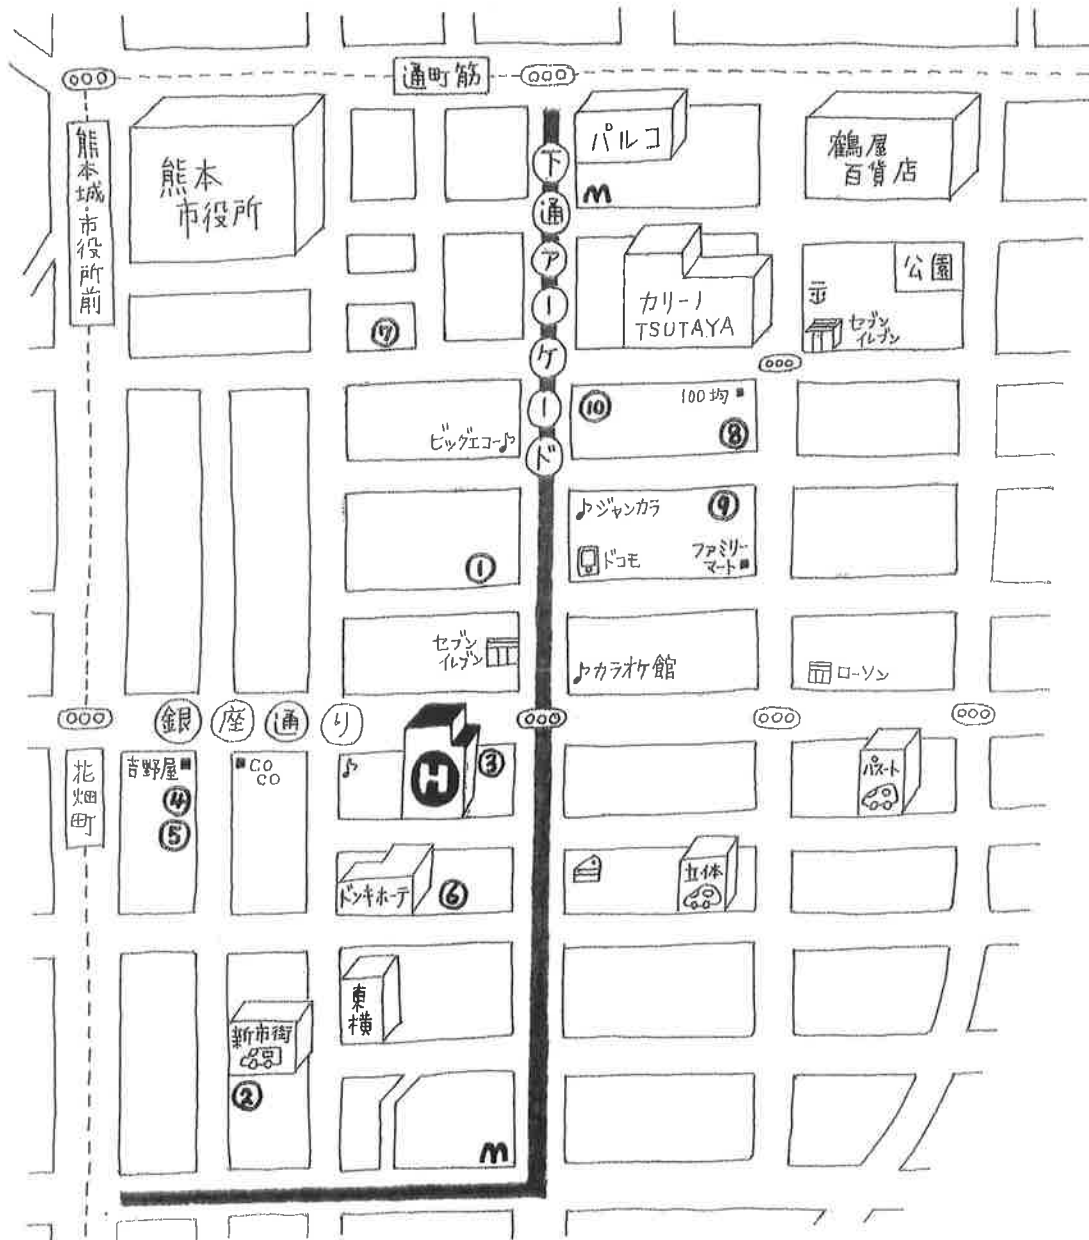 通町筋
熊本城・市役所前
熊本
市役所
下通アーケード
パルコ
M
鶴屋
百貨店
カリーノ
TSUTAYA
公園
セブン
イレブン
⑰
ビッグエコー♪
⑩
100均
⑧
①
♪ジャンカラ
⑨
ドコモ
ファミリー
マート
セブン
イレブン
♪カラオケ館
ローソン
銀座通り
花畑町
吉野屋
④
⑤
CO
CO
♪
H
③
パスート
ドンキホーテ
⑥
立体
東横
新市街
②
M